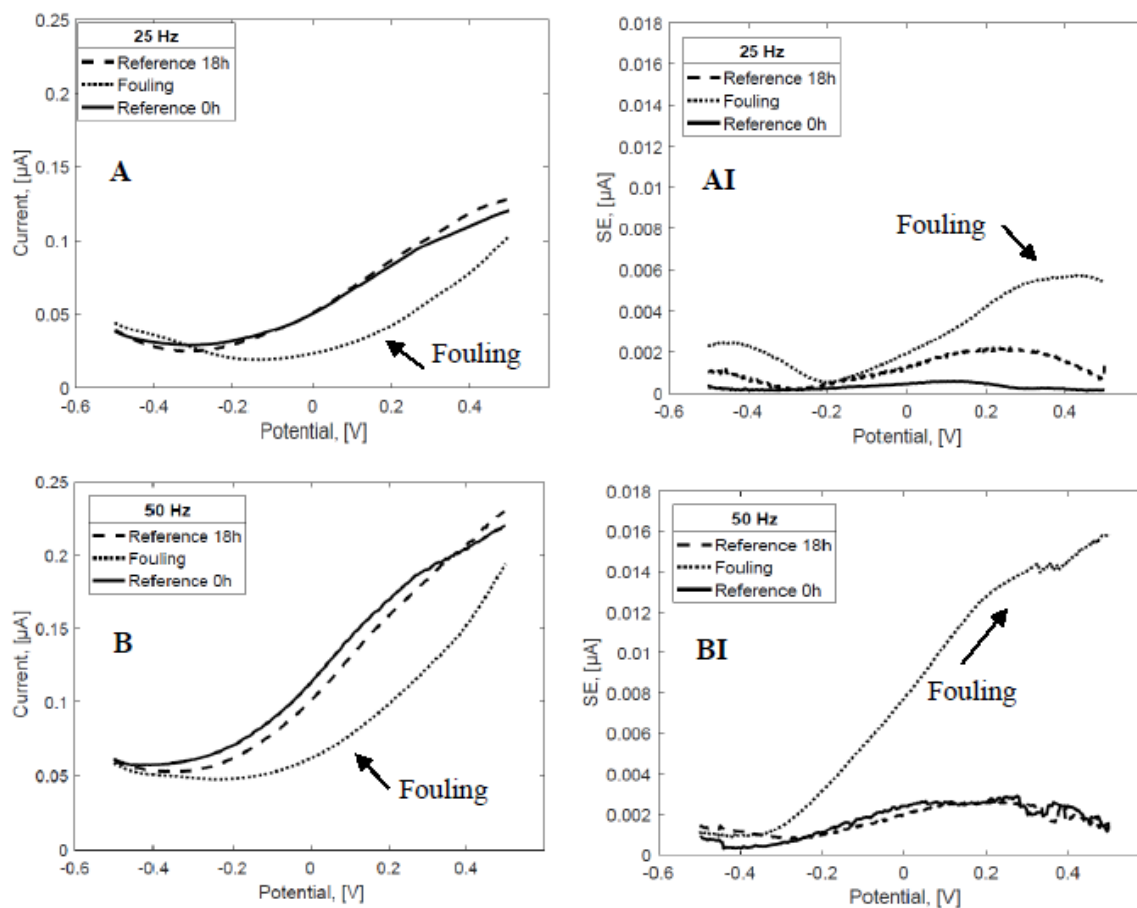 0.25
0.2
0.15
0.1
0.05
0
-0.6
-0.4
-0.2
0
0.2
0.4
Current, [µA]
Potential, [V]
25 Hz
Reference 18h
Fouling
Reference 0h
A
Fouling
0.018
0.016
0.014
0.012
0.01
0.008
0.006
0.004
0.002
0
-0.6
-0.4
-0.2
0
0.2
0.4
SE, [µA]
Potential, [V]
25 Hz
Reference 18h
Fouling
Reference 0h
AI
Fouling
0.25
0.2
0.15
0.1
0.05
0
-0.6
-0.4
-0.2
0
0.2
0.4
Current, [µA]
Potential, [V]
50 Hz
Reference 18h
Fouling
Reference 0h
B
Fouling
0.018
0.016
0.014
0.012
0.01
0.008
0.006
0.004
0.002
0
-0.6
-0.4
-0.2
0
0.2
0.4
SE, [µA]
Potential, [V]
50 Hz
Reference 18h
Fouling
Reference 0h
BI
Fouling